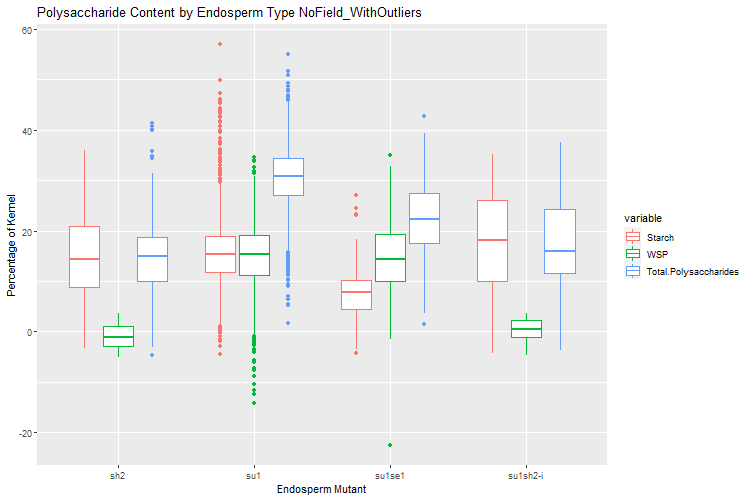 Polysaccharide Content by Endosperm Type NoField_WithOutliers
Percentage of Kernel
60
40
20
0
-20
sh2
su1
su1se1
su1sh2-i
Endosperm Mutant
variable
Starch
WSP
Total.Polysaccharides